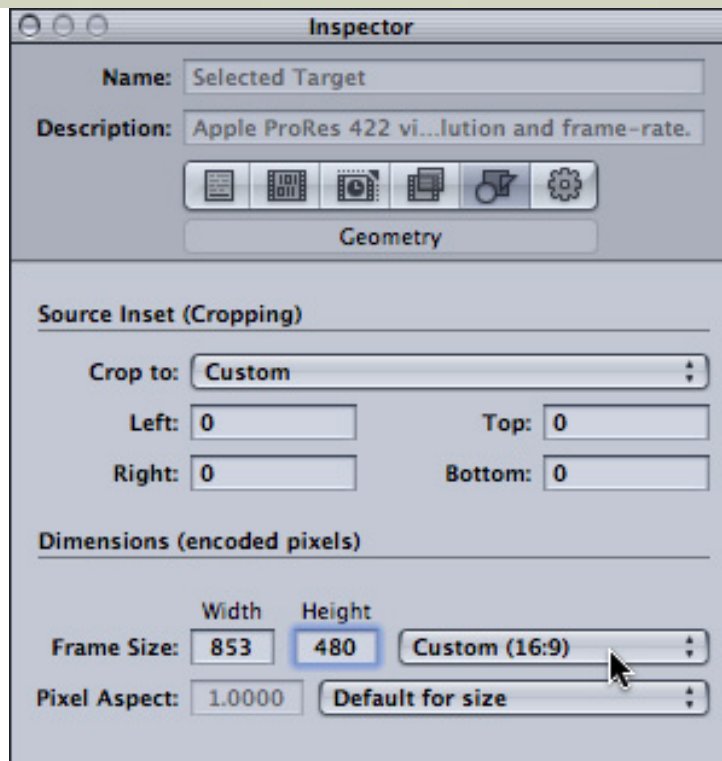 Inspector
Name: Selected Target
Description: Apple ProRes 422 vi...lution and frame-rate.
Geometry
Source Inset (Cropping)
Crop to: Custom
Left: 0 Top: 0
Right: 0 Bottom: 0
Dimensions (encoded pixels)
Width Height
Frame Size: 853 480 Custom (16:9)
Pixel Aspect: 1.0000 Default for size